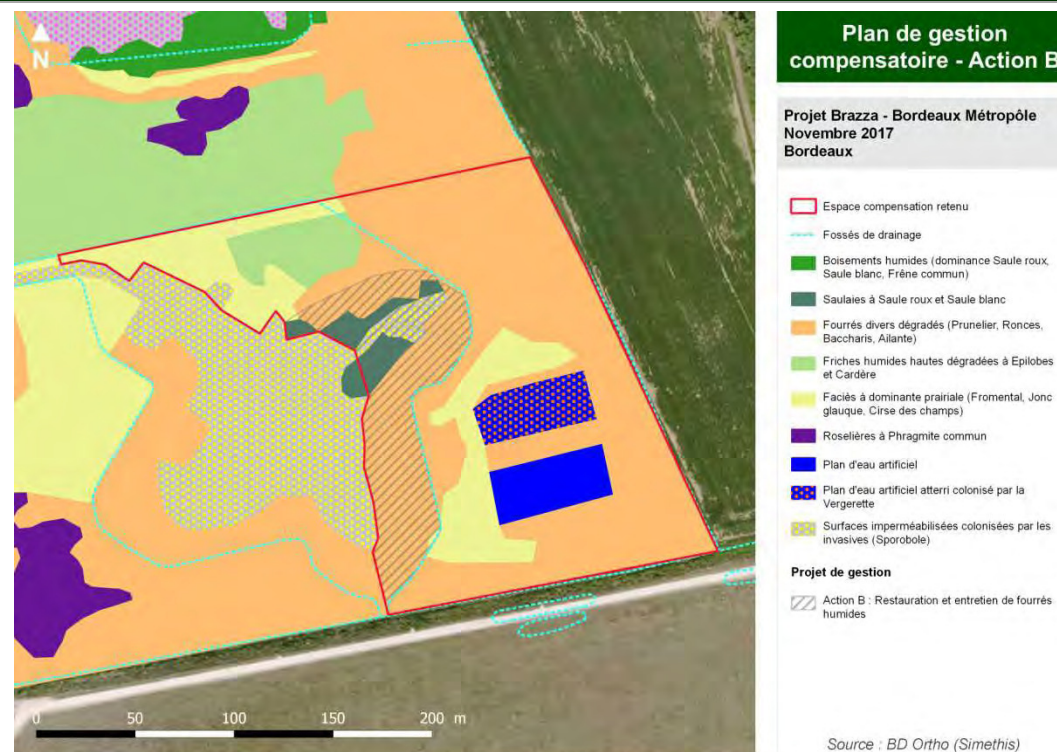 N
0 50 100 150 200 m
Plan de gestion
compensatoire - Action B
Projet Brazza - Bordeaux Métropôle
Novembre 2017
Bordeaux
Espace compensation retenu
Fossés de drainage
Boisements humides (dominance Saule roux,
Saule blanc, Frêne commun)
Saulaies à Saule roux et Saule blanc
Fourrés divers dégradés (Prunelier, Ronces,
Baccharis, Ailante)
Friches humides hautes dégradées à Epilobes
et Cardère
Faciès à dominante prairiale (Fromental, Jonc
glauque, Cirse des champs)
Roselières à Phragmite commun
Plan d'eau artificiel
Plan d'eau artificiel atterri colonisé par la
Vergerette
Surfaces imperméabilisées colonisées par les
invasives (Sporobole)
Projet de gestion
Action B : Restauration et entretien de fourrés
humides
Source : BD Ortho (Simethis)